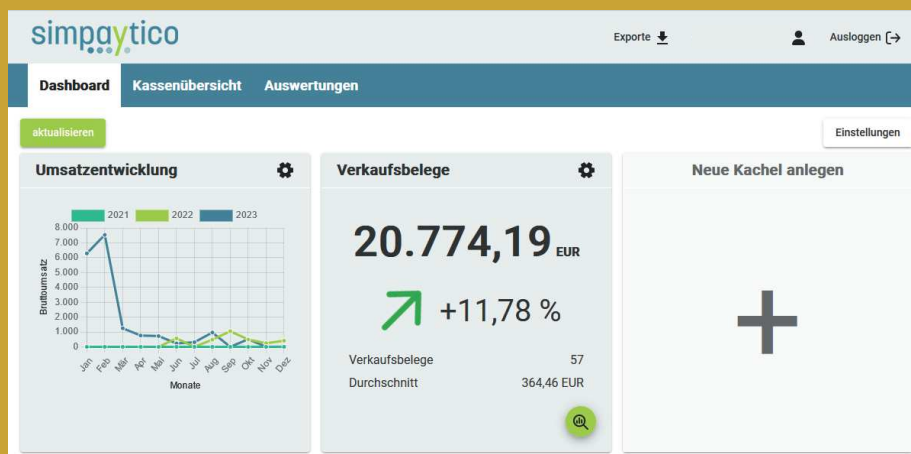 simpaytico
Exporte
Ausloggen
Dashboard Kassenübersicht Auswertungen
aktualisieren
Einstellungen
Umsatzentwicklung
2021 2022 2023
8.000
7.000
6.000
5.000
4.000
3.000
2.000
1.000
0
Bruttoumsatz
Jan Feb Mär Apr Mai Jun Jul Aug Sep Okt Nov Dez
Monate
Verkaufsbelege
20.774,19 EUR
+11,78 %
Verkaufsbelege 57
Durchschnitt 364,46 EUR
Neue Kachel anlegen